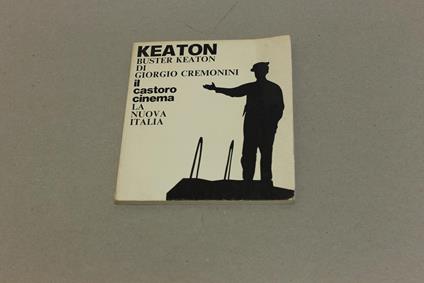 KEATON
BUSTER KEATON
DI
GIORGIO CREMONINI
il
castoro
cinema
LA
NUOVA
ITALIA